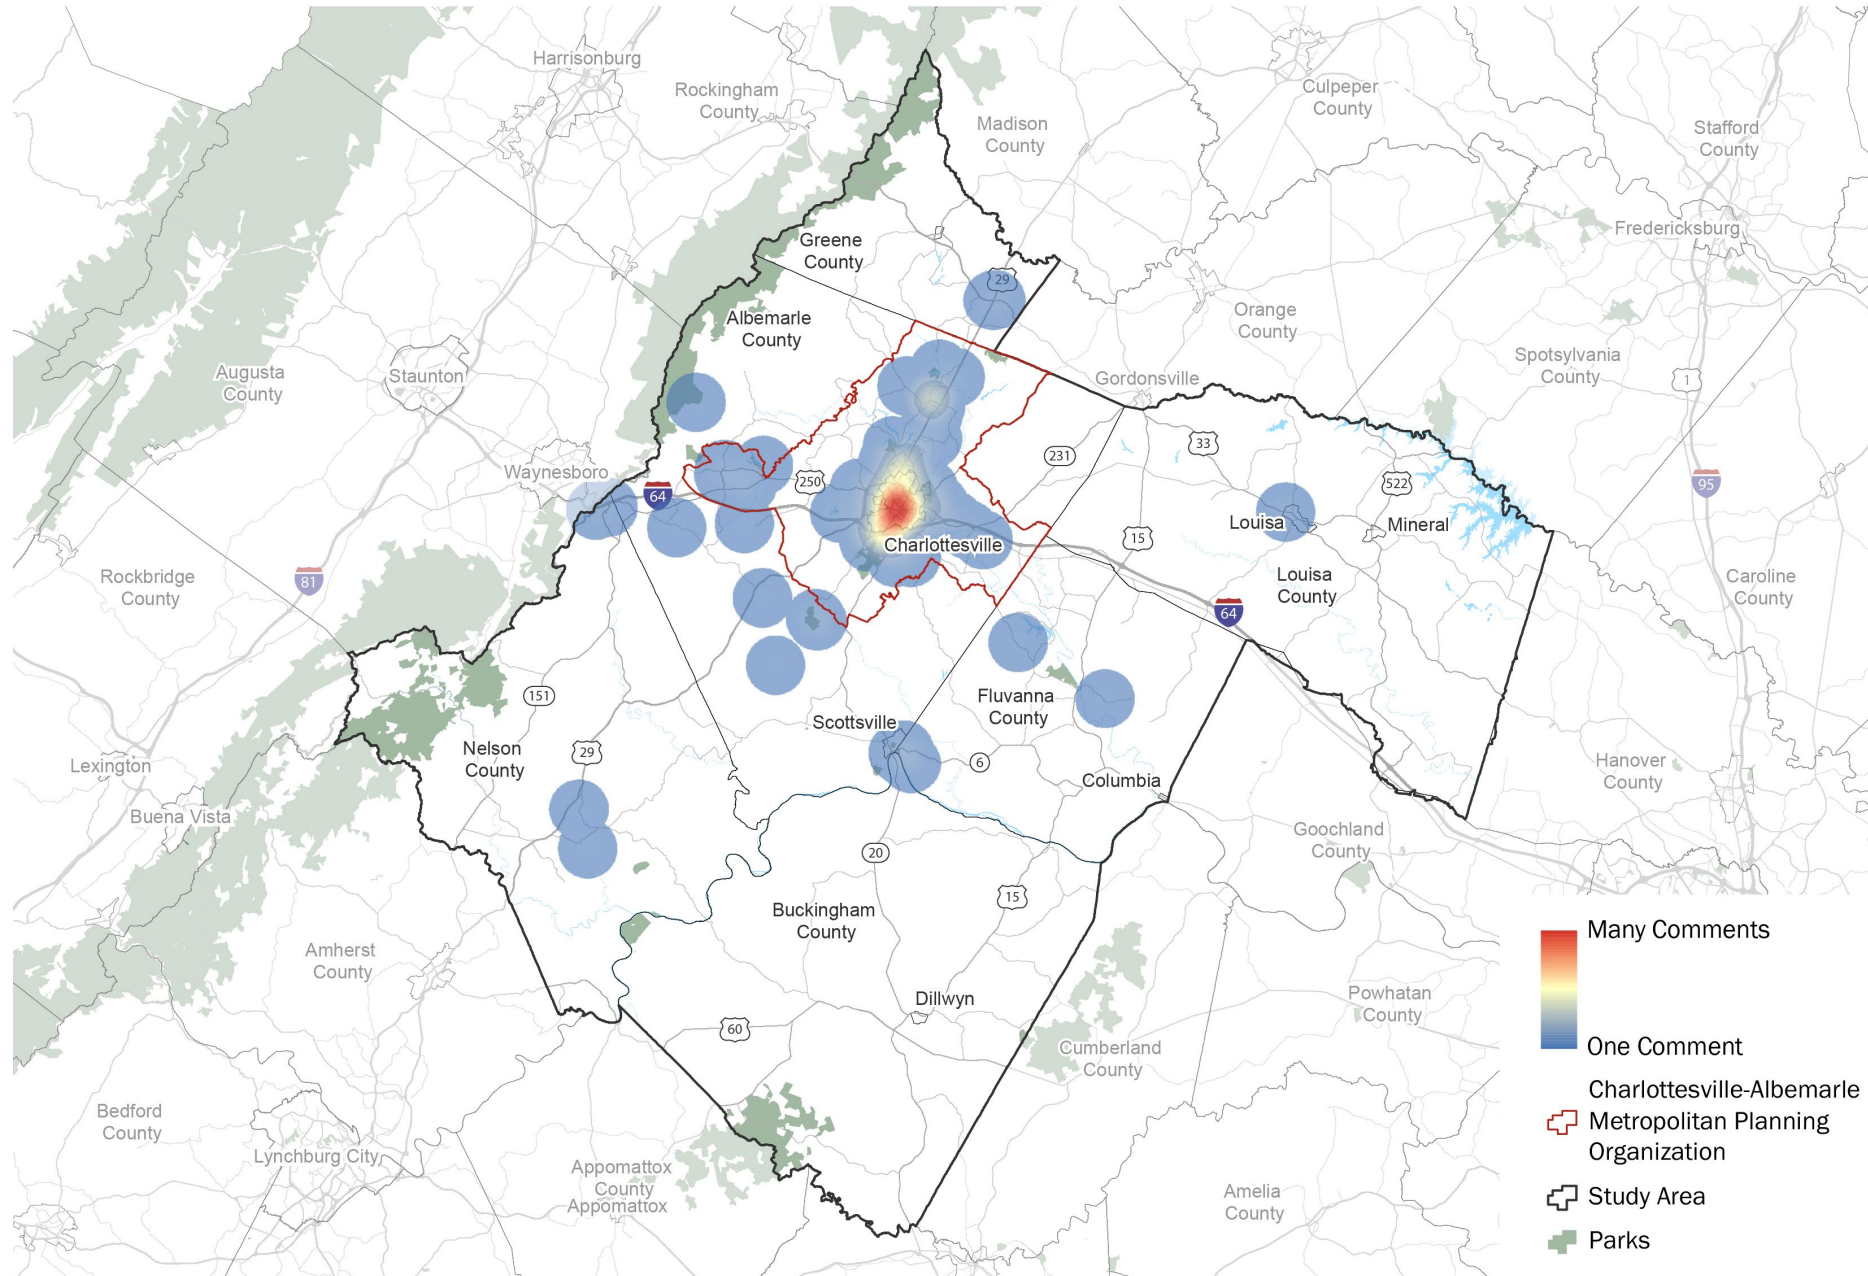 Harrisonburg
Rockingham
County
Culpeper
County
Madison
County
Stafford
County
Fredericksburg
Greene
County
29
Albemarle
County
Orange
County
Augusta
County
Staunton
Gordonsville
Spotsylvania
County
1
Waynesboro
64
250
231
33
522
95
Louisa
Mineral
Charlottesville
15
Rockbridge
County
81
Louisa
County
Caroline
County
64
151
Fluvanna
County
Scottsville
Nelson
County
29
6
Columbia
Lexington
Hanover
County
Buena Vista
Goochland
County
20
15
Buckingham
County
Amherst
County
Dillwyn
Powhatan
County
60
Cumberland
County
Bedford
County
Lynchburg City
Appomattox
County
Appomattox
Amelia
County
Many Comments
One Comment
Charlottesville-Albemarle
Metropolitan Planning
Organization
Study Area
Parks